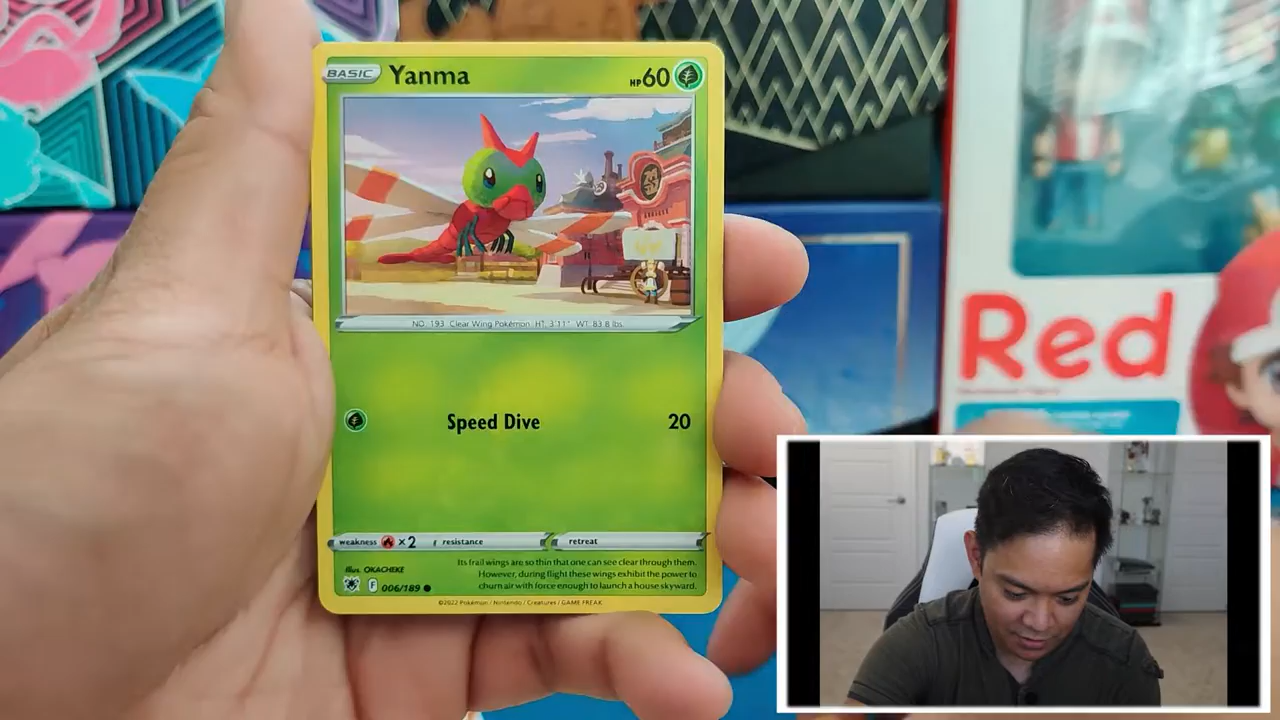 BASIC Yanma HP60
NO. 193 Clear Wing Pokémon HT: 3'11" WT: 83.8 lbs.
Speed Dive 20
weakness ×2 resistance retreat
Illus. OKACHEKE
Its frail wings are so thin that one can see clear through them.
However, during flight these wings exhibit the power to
churn air with force enough to launch a house skyward.
F 006/189
©2022 Pokémon / Nintendo / Creatures / GAME FREAK
Red